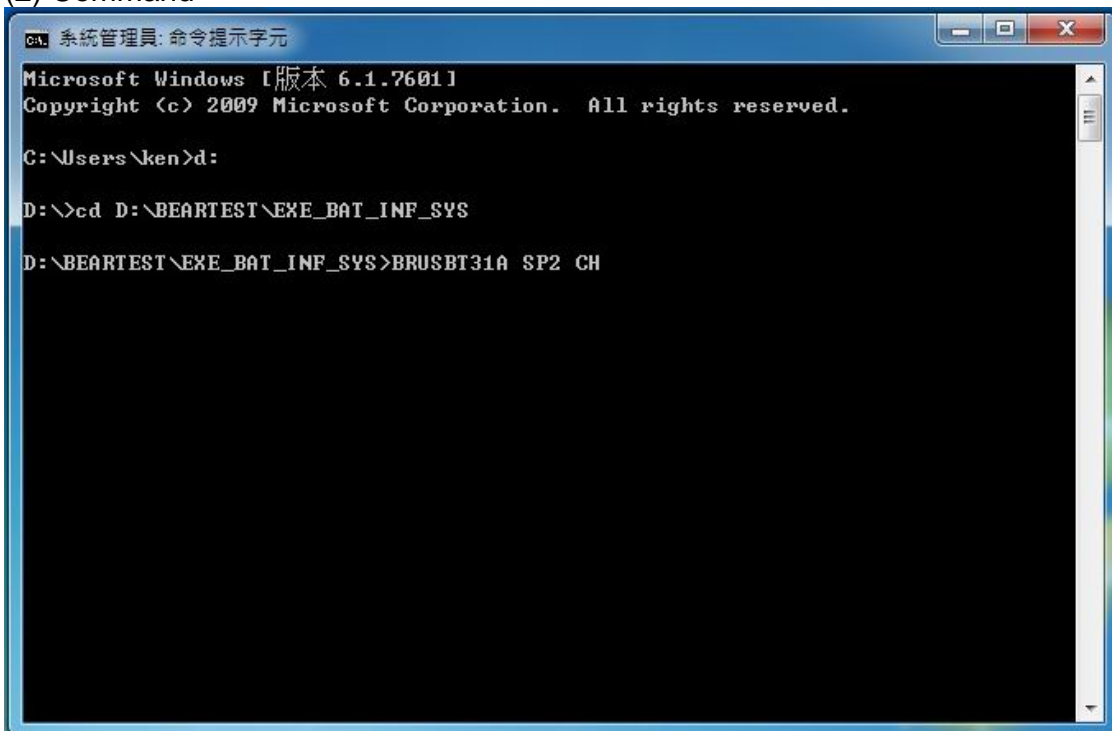 (2) Command
系統管理員: 命令提示字元
Microsoft Windows [版本 6.1.7601]
Copyright (c) 2009 Microsoft Corporation.  All rights reserved.
C:\Users\ken>d:
D:\>cd D:\BEARTEST\EXE_BAT_INF_SYS
D:\BEARTEST\EXE_BAT_INF_SYS>BRUSBT31A SP2 CH